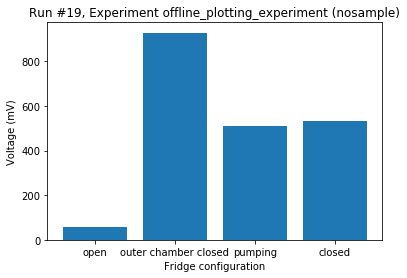 Run #19, Experiment offline_plotting_experiment (nosample)
Voltage (mV)
800
600
400
200
0
open outer chamber closed pumping closed
Fridge configuration